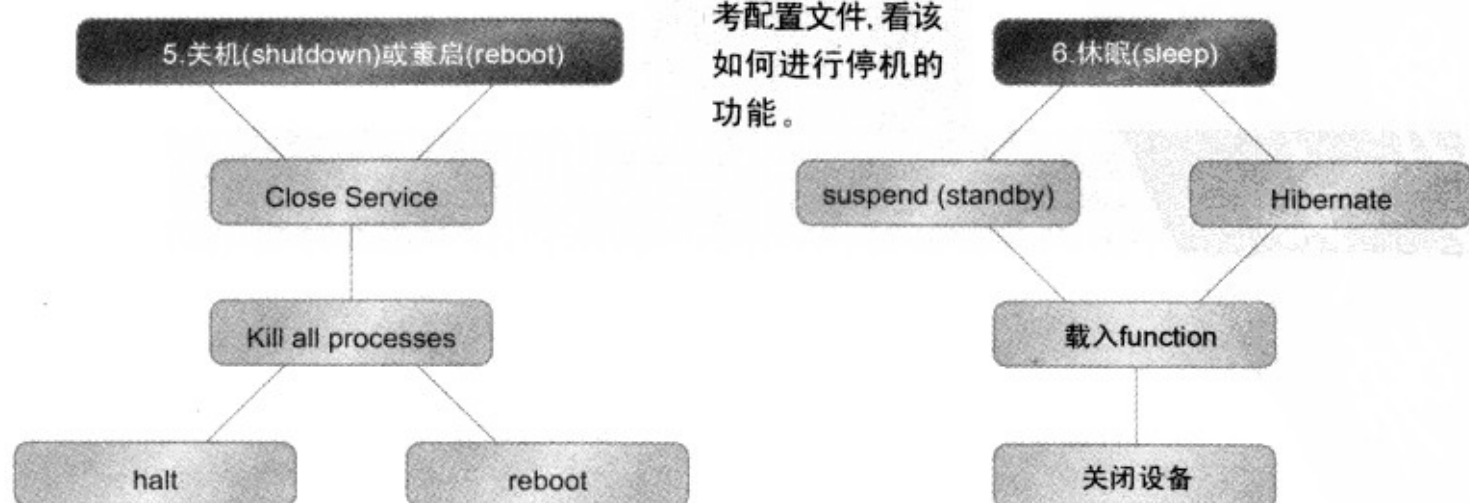 5.关机(shutdown)或重启(reboot)
Close Service
Kill all processes
halt
reboot
考配置文件,看该
如何进行停机的
功能。
6.休眠(sleep)
suspend (standby)
Hibernate
载入function
关闭设备